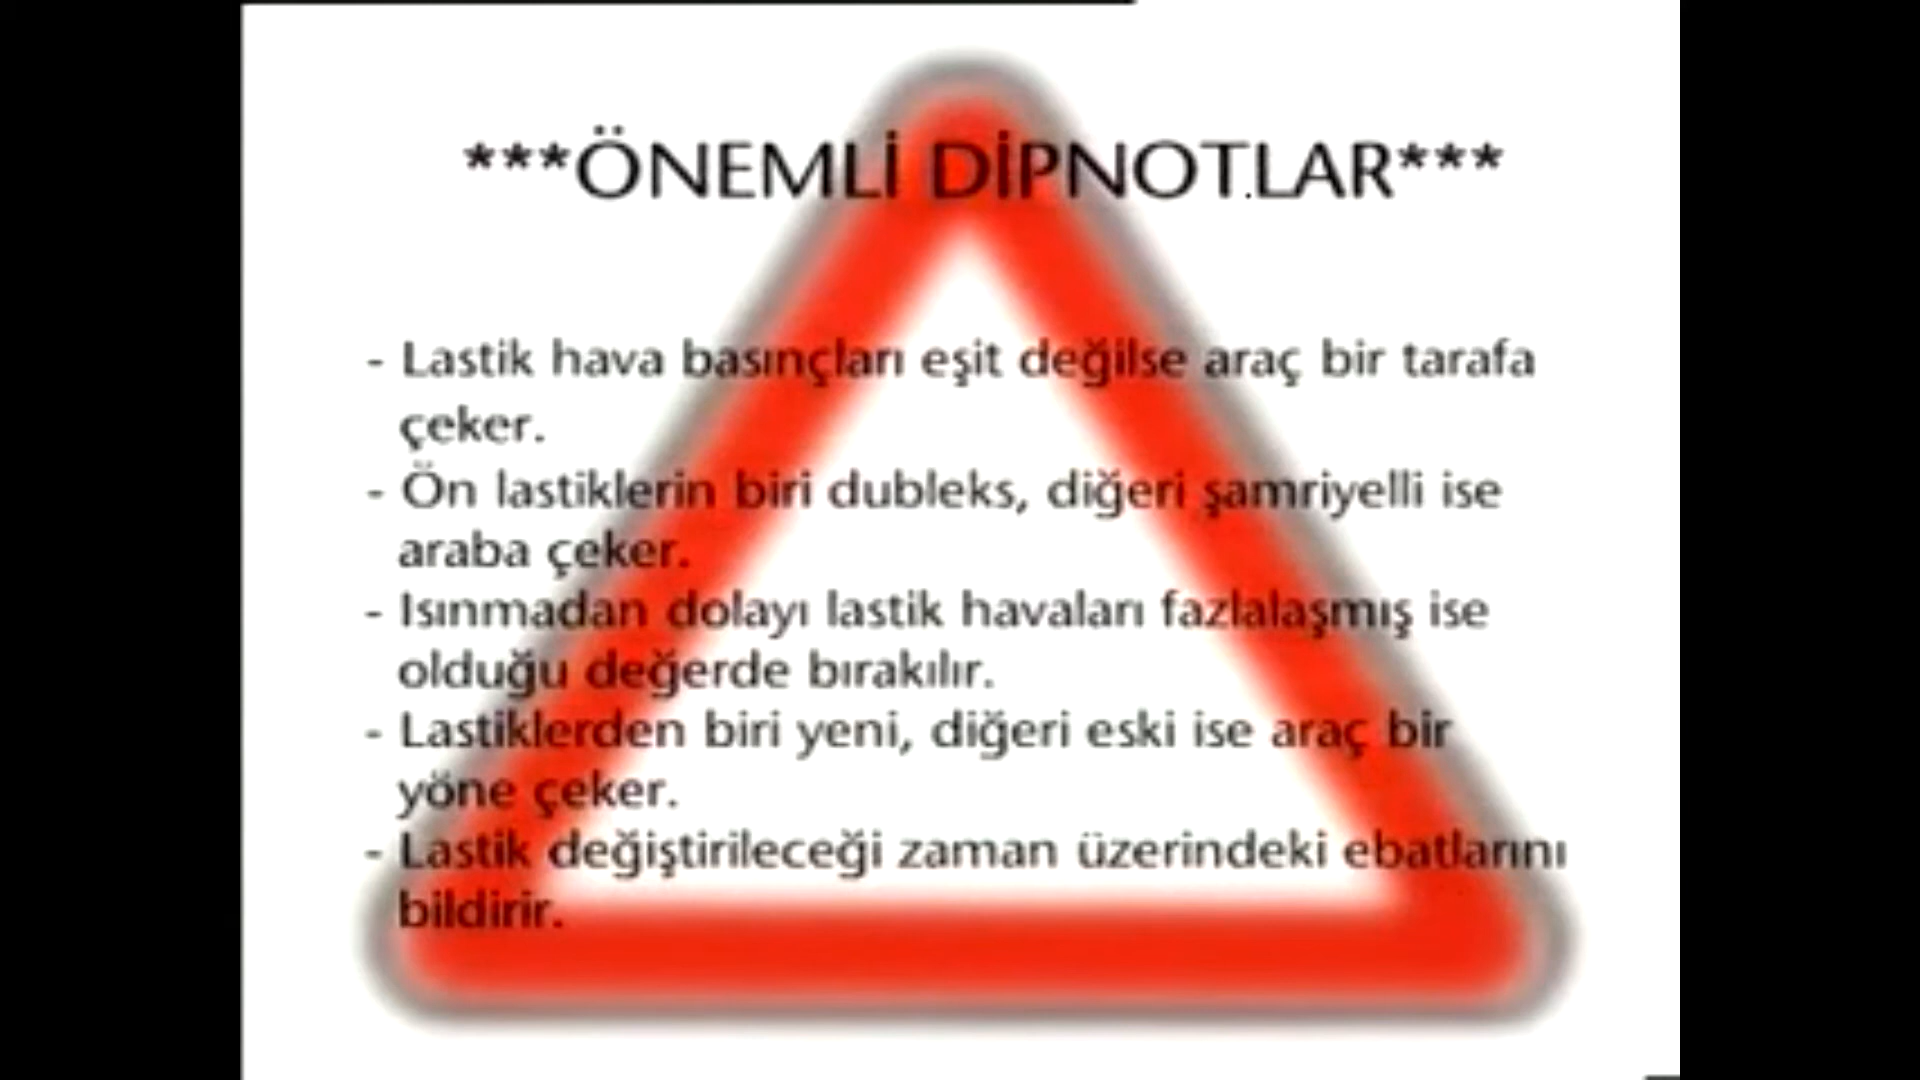 ***ÖNEMLİ DİPNOT.LAR***
- Lastik hava basınçları eşit değilse araç bir tarafa
çeker.
- Ön lastiklerin biri dubleks, diğeri şamriyelli ise
araba çeker.
- Isınmadan dolayı lastik havaları fazlalaşmış ise
olduğu değerde bırakılır.
- Lastiklerden biri yeni, diğeri eski ise araç bir
yöne çeker.
- Lastik değiştirileceği zaman üzerindeki ebatlarını
bildirir.